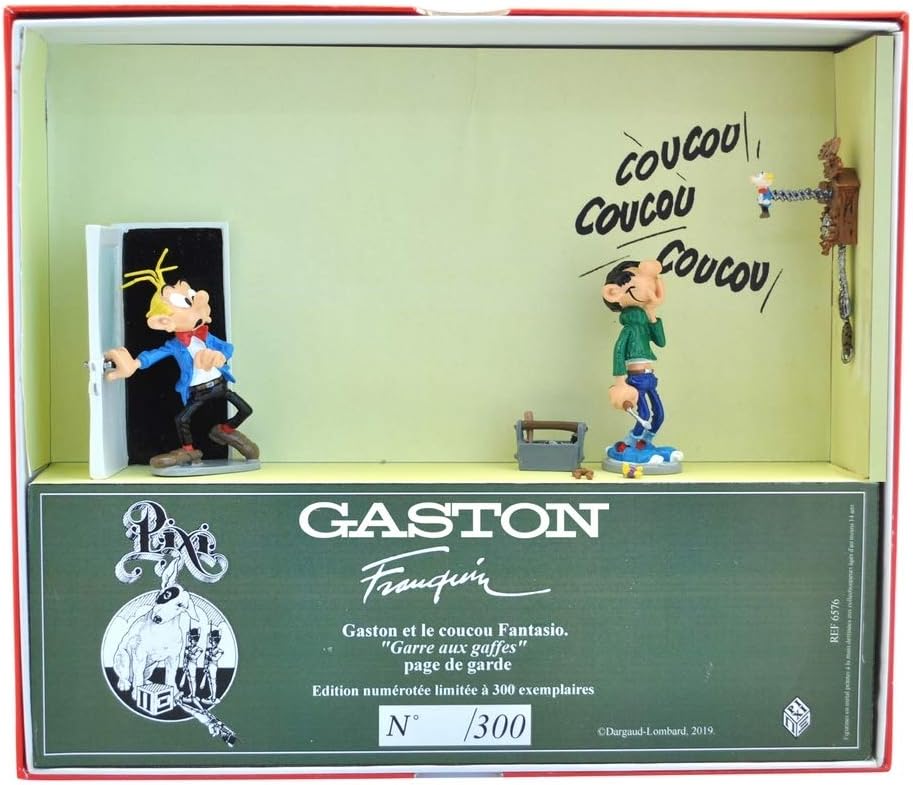 COUCOU
COUCOU
COUCOU
Pixi
GASTON
Franquin
Gaston et le coucou Fantasio.
"Garre aux gaffes"
page de garde
Edition numérotée limitée à 300 exemplaires
N° /300
©Dargaud-Lombard, 2019.
REF 6576